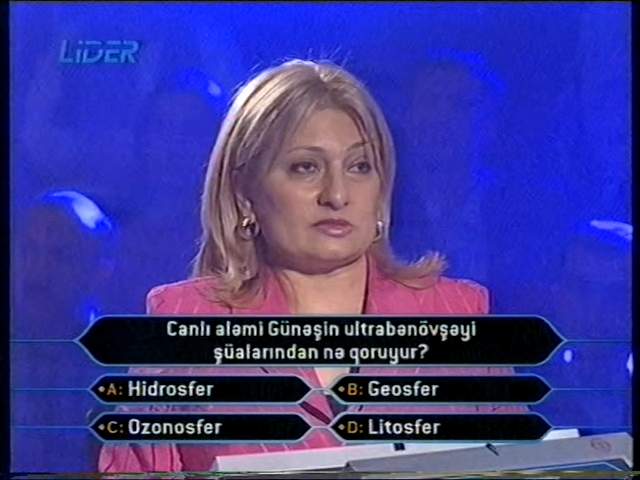 LİDER
Canlı aləmi Günəşin ultrabənövşəyi
şüalarından nə qoruyur?
A: Hidrosfer
B: Geosfer
C: Ozonosfer
D: Litosfer